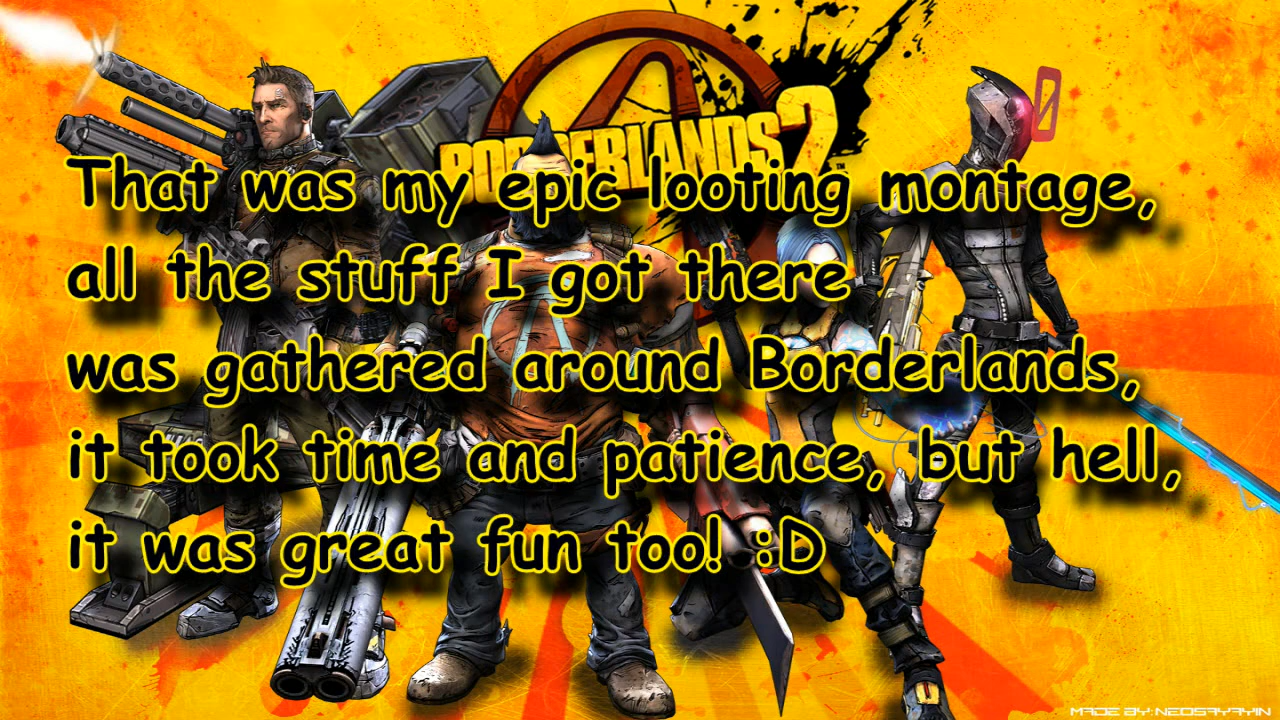 BORDERLANDS 2
That was my epic looting montage,
all the stuff I got there
was gathered around Borderlands,
it took time and patience, but hell,
it was great fun too! :D
MADE BY: NEOSAYAYIN